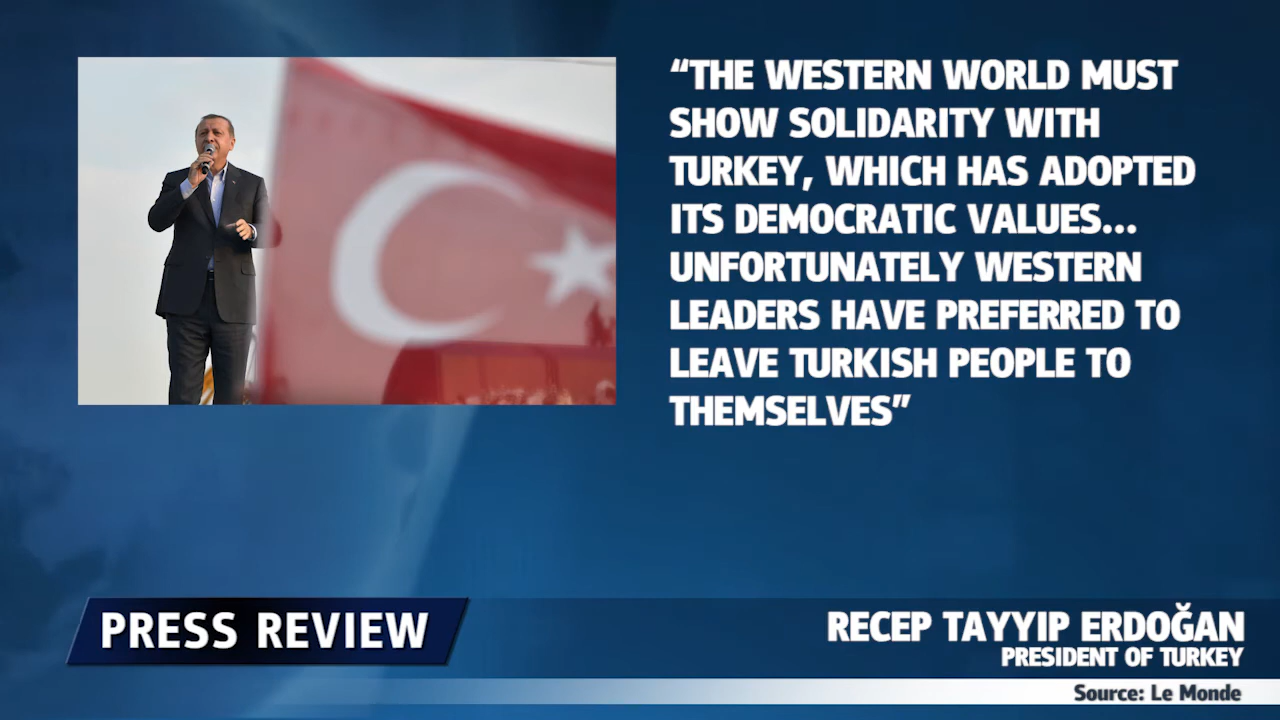 “THE WESTERN WORLD MUST
SHOW SOLIDARITY WITH
TURKEY, WHICH HAS ADOPTED
ITS DEMOCRATIC VALUES...
UNFORTUNATELY WESTERN
LEADERS HAVE PREFERRED TO
LEAVE TURKISH PEOPLE TO
THEMSELVES”
PRESS REVIEW
RECEP TAYYIP ERDOĞAN
PRESIDENT OF TURKEY
Source: Le Monde